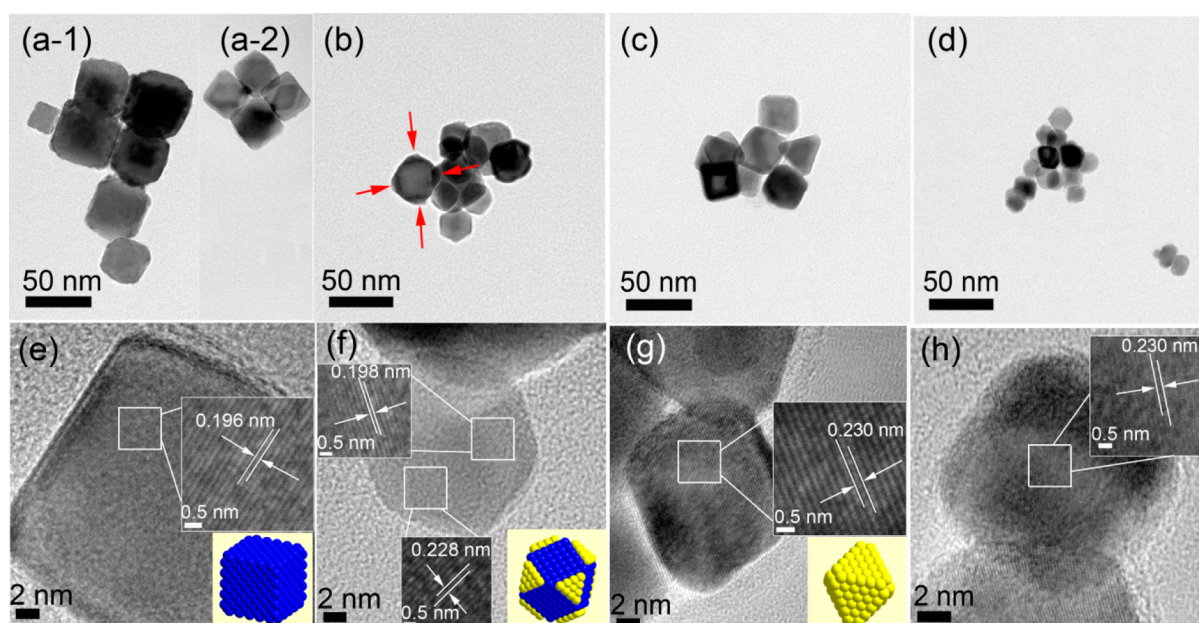 (a-1)
(a-2)
(b)
(c)
(d)
50 nm
50 nm
50 nm
50 nm
(e)
0.196 nm
0.5 nm
2 nm
(f)
0.198 nm
0.5 nm
0.228 nm
0.5 nm
2 nm
(g)
0.230 nm
0.5 nm
2 nm
(h)
0.230 nm
0.5 nm
2 nm